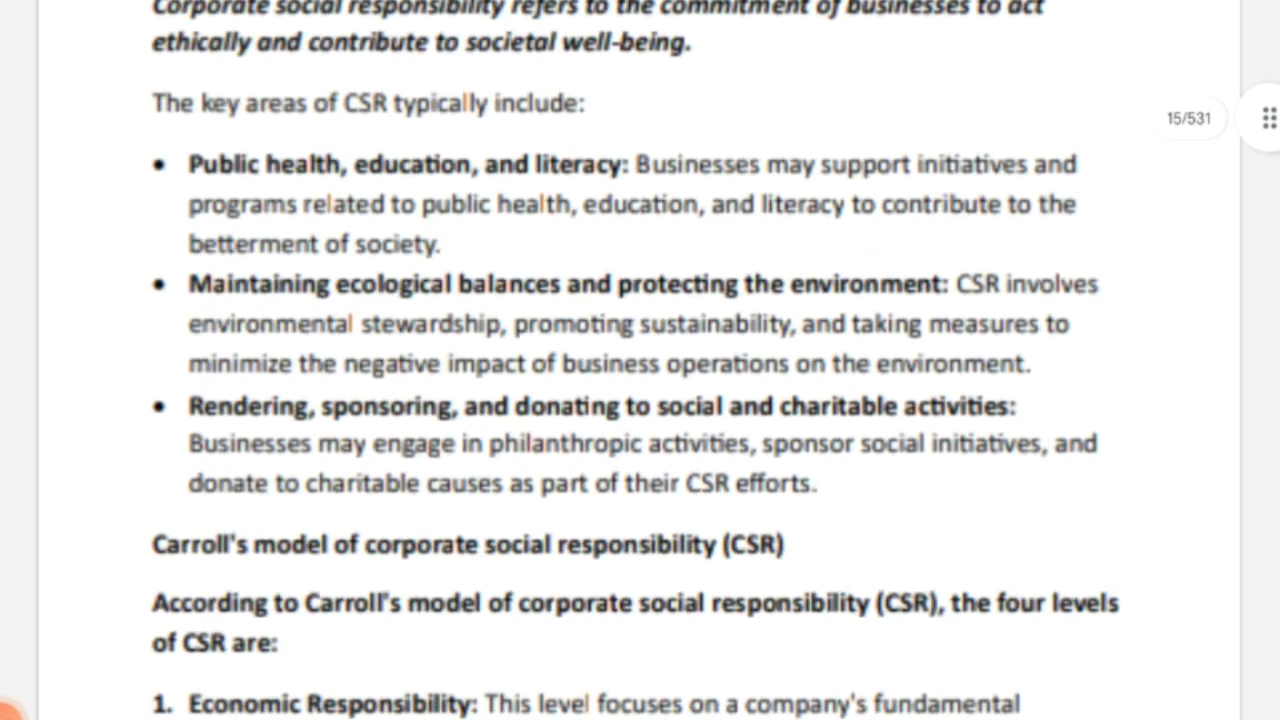 Corporate social responsibility refers to the commitment of businesses to act
ethically and contribute to societal well-being.
The key areas of CSR typically include:
15/531
• Public health, education, and literacy: Businesses may support initiatives and
programs related to public health, education, and literacy to contribute to the
betterment of society.
• Maintaining ecological balances and protecting the environment: CSR involves
environmental stewardship, promoting sustainability, and taking measures to
minimize the negative impact of business operations on the environment.
• Rendering, sponsoring, and donating to social and charitable activities:
Businesses may engage in philanthropic activities, sponsor social initiatives, and
donate to charitable causes as part of their CSR efforts.
Carroll's model of corporate social responsibility (CSR)
According to Carroll's model of corporate social responsibility (CSR), the four levels
of CSR are:
1. Economic Responsibility: This level focuses on a company's fundamental